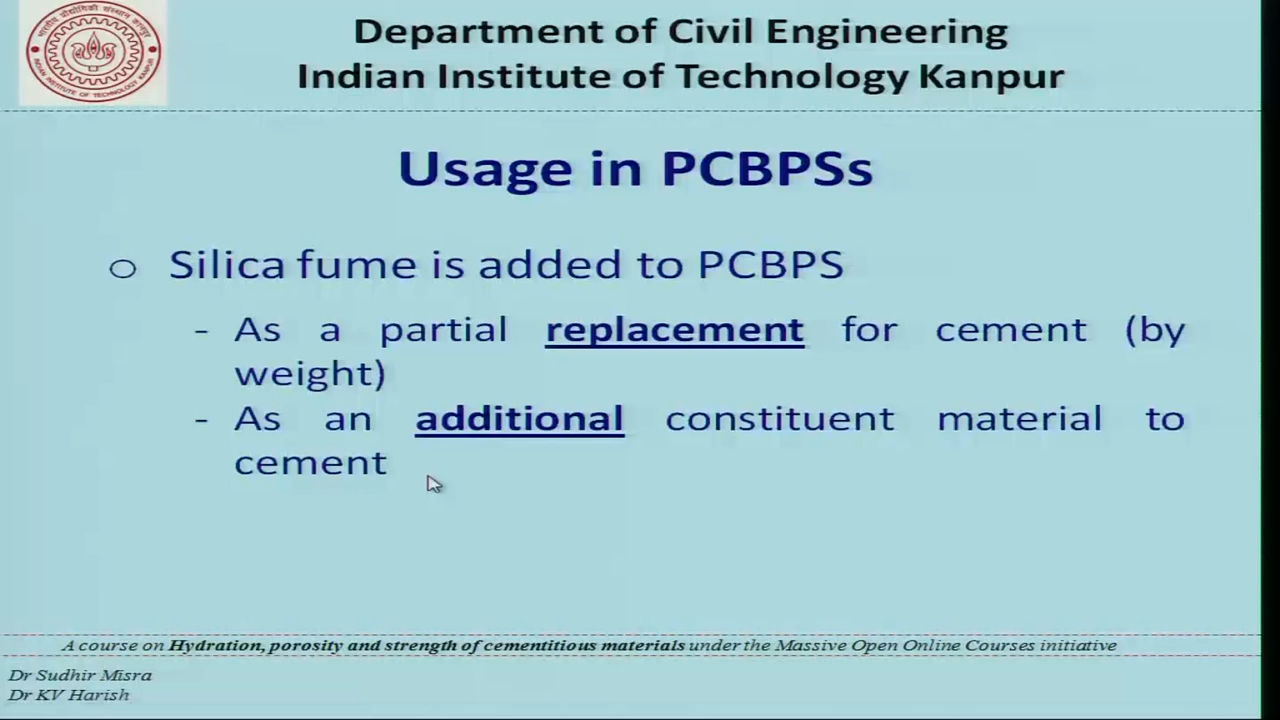 Department of Civil Engineering
Indian Institute of Technology Kanpur
Usage in PCBPSs
o Silica fume is added to PCBPS
- As a partial replacement for cement (by
weight)
- As an additional constituent material to
cement
A course on Hydration, porosity and strength of cementitious materials under the Massive Open Online Courses initiative
Dr Sudhir Misra
Dr KV Harish